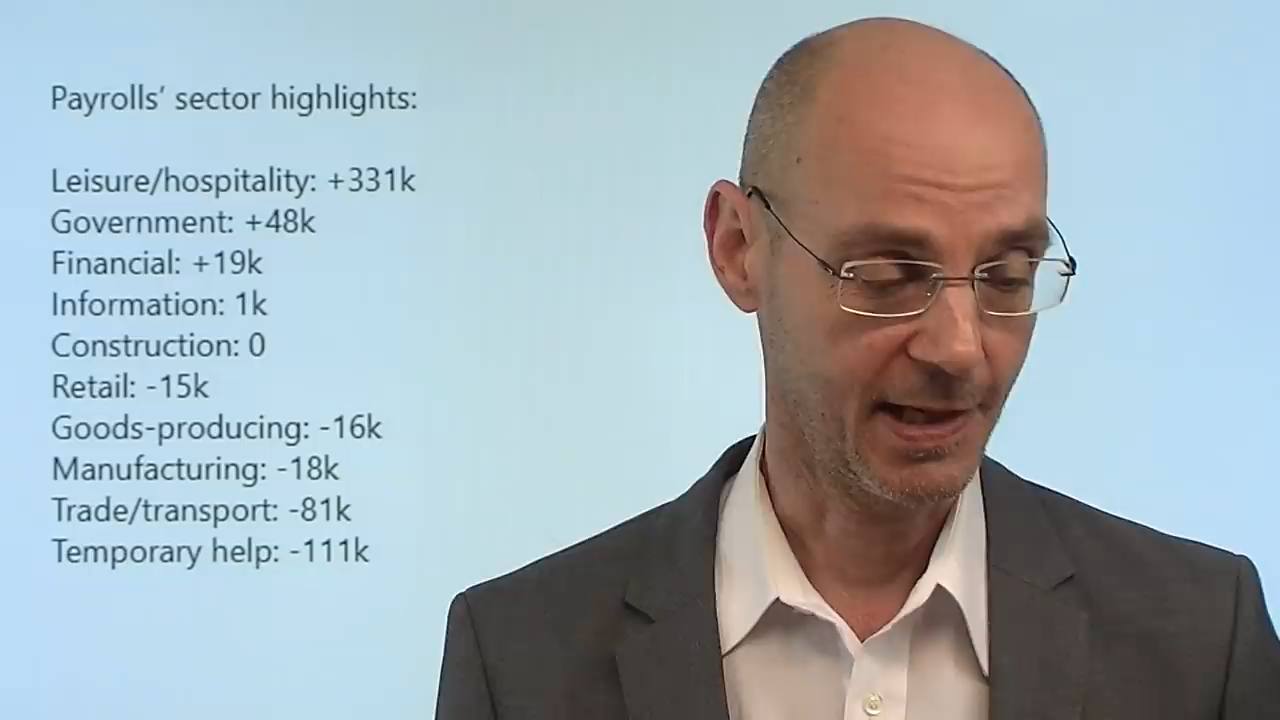 Payrolls’ sector highlights:
Leisure/hospitality: +331k
Government: +48k
Financial: +19k
Information: 1k
Construction: 0
Retail: -15k
Goods-producing: -16k
Manufacturing: -18k
Trade/transport: -81k
Temporary help: -111k